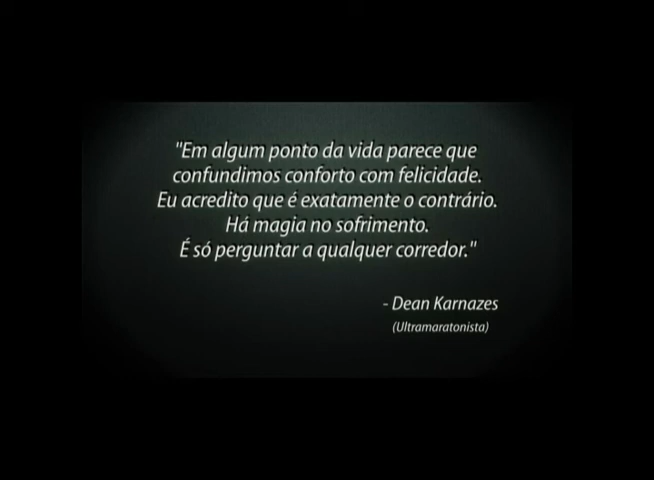 "Em algum ponto da vida parece que
confundimos conforto com felicidade.
Eu acredito que é exatamente o contrário.
Há magia no sofrimento.
É só perguntar a qualquer corredor."
- Dean Karnazes
(Ultramaratonista)